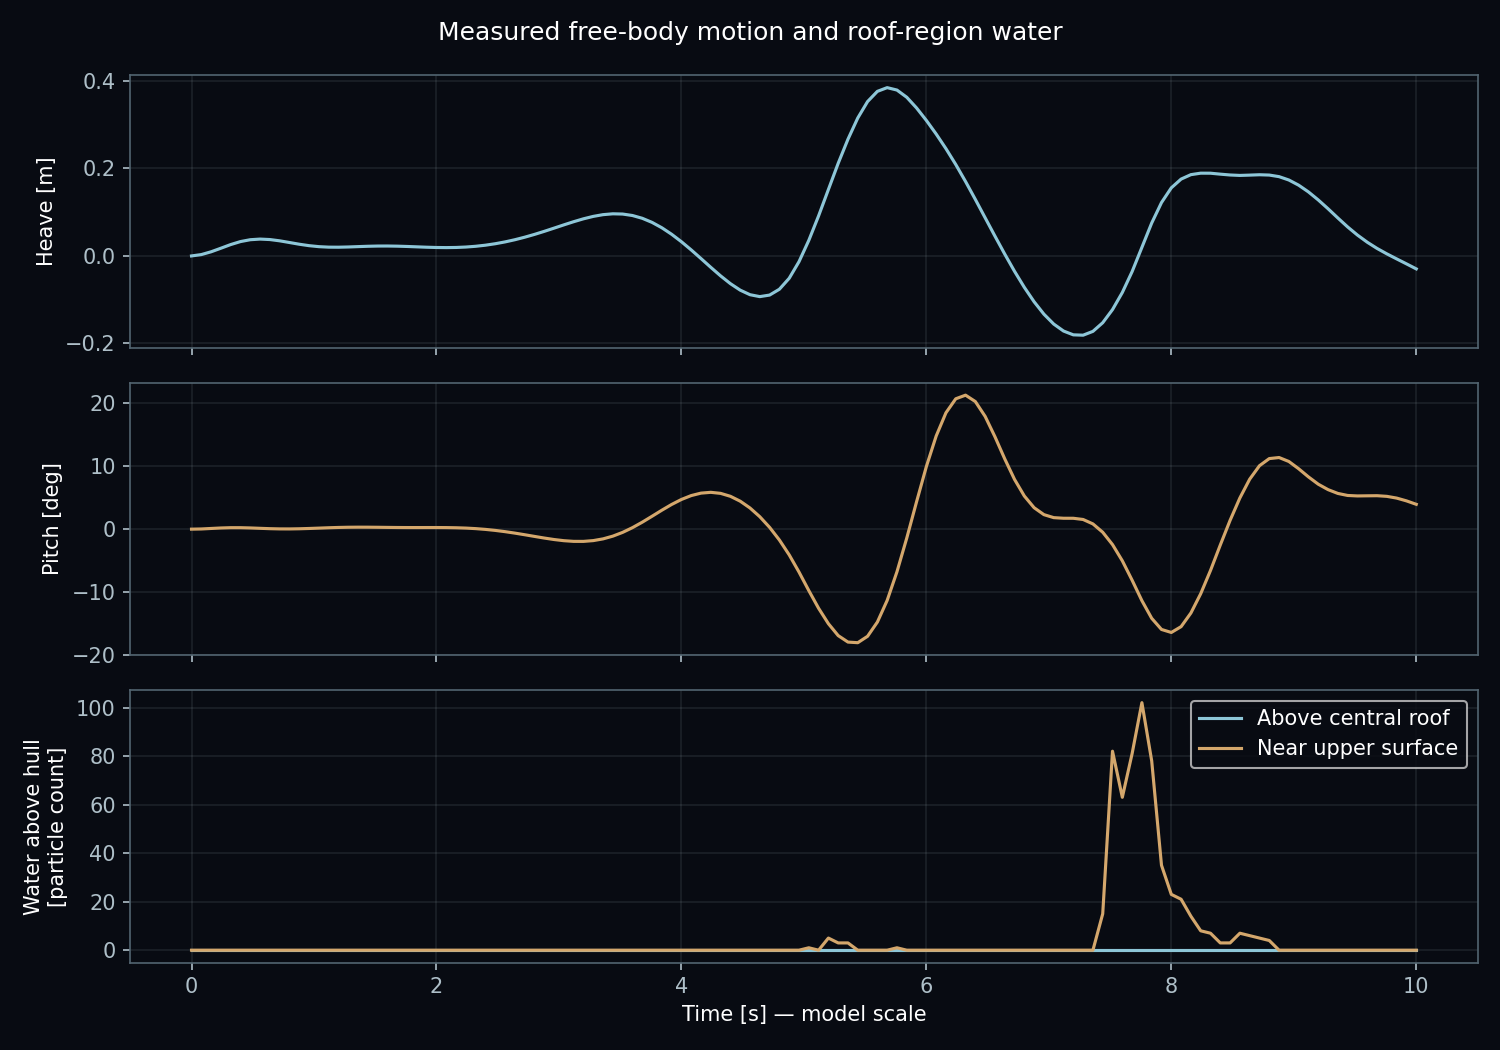 Measured free-body motion and roof-region water
Heave [m]
0.4
0.2
0.0
−0.2
Pitch [deg]
20
10
0
−10
−20
Water above hull
[particle count]
100
80
60
40
20
0
Above central roof
Near upper surface
0 2 4 6 8 10
Time [s] — model scale